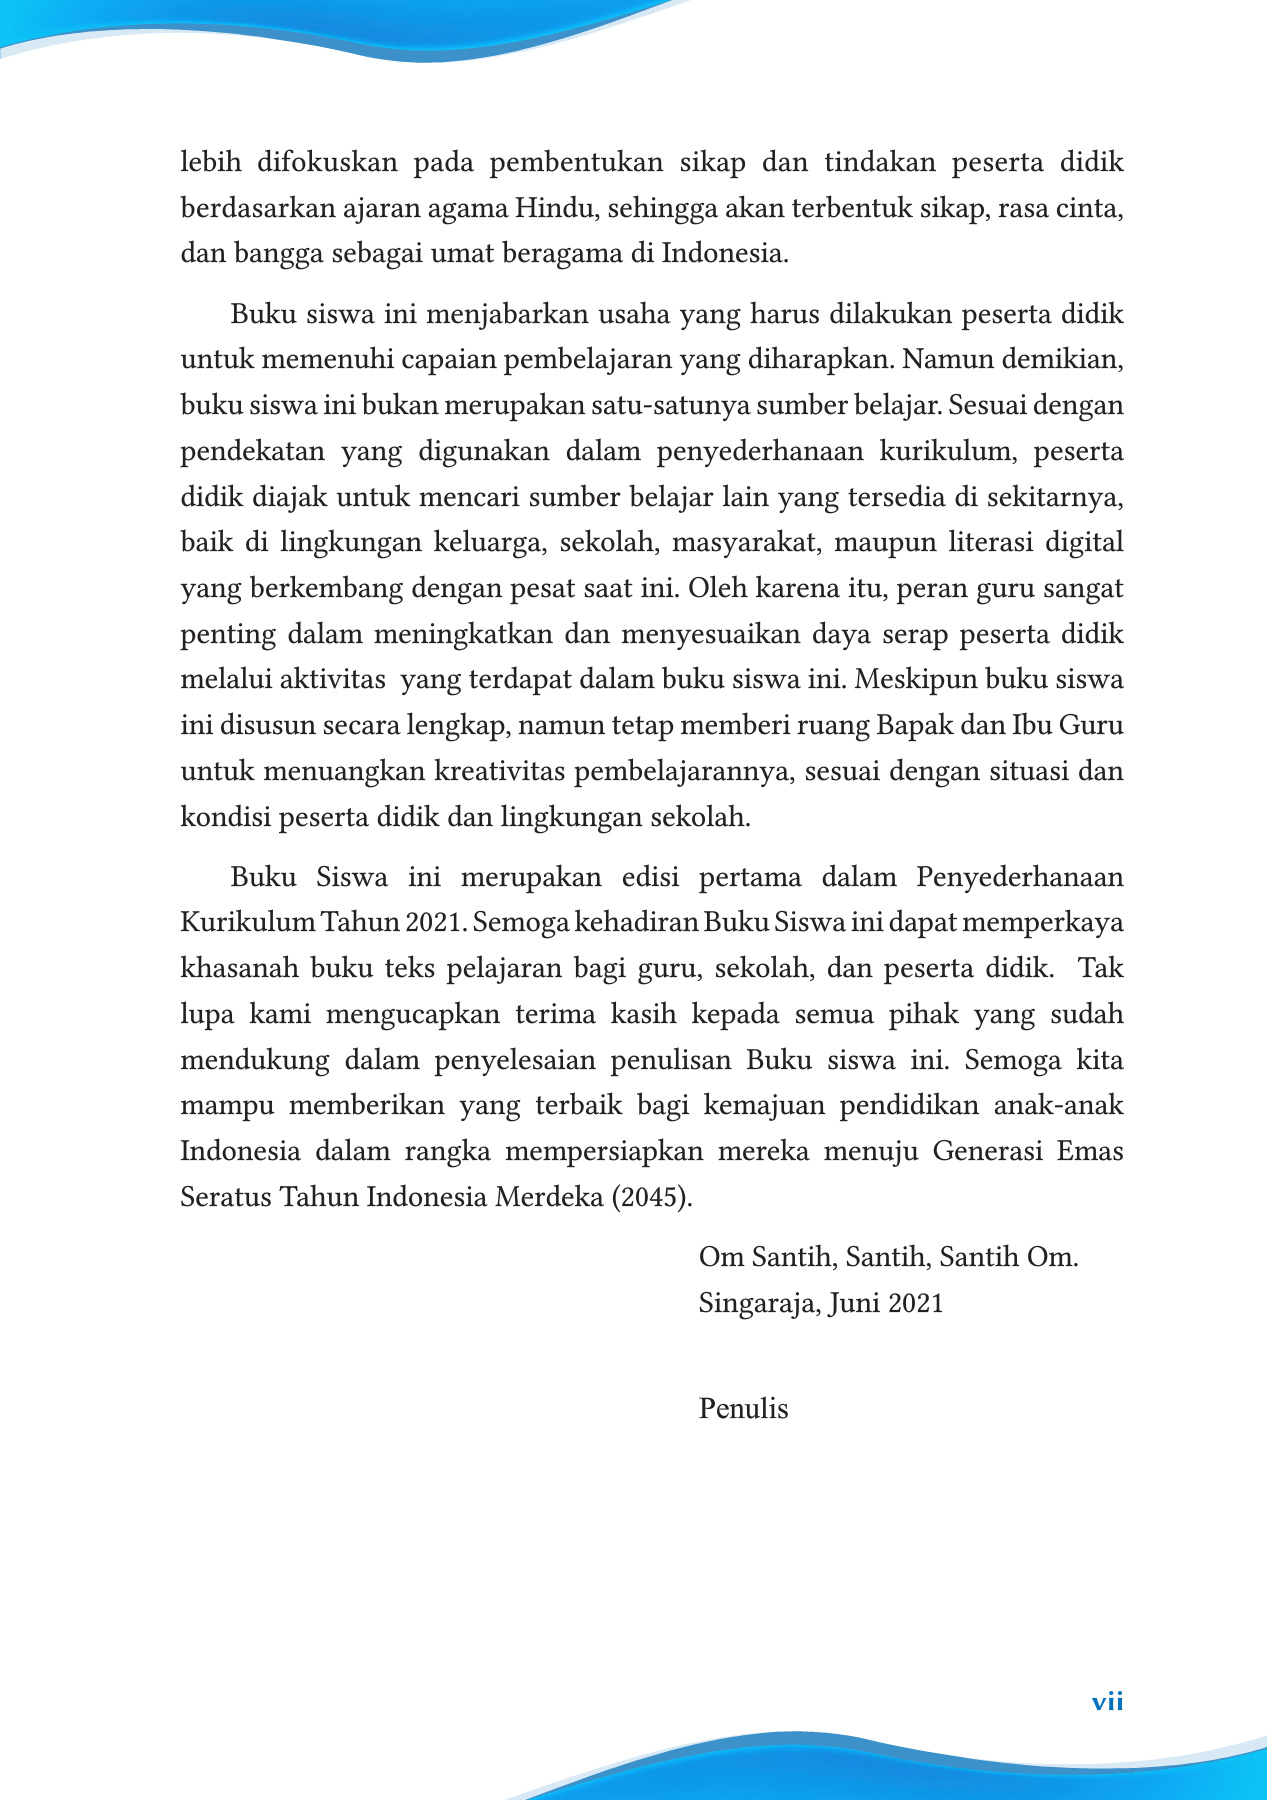 lebih difokuskan pada pembentukan sikap dan tindakan peserta didik
berdasarkan ajaran agama Hindu, sehingga akan terbentuk sikap, rasa cinta,
dan bangga sebagai umat beragama di Indonesia.
Buku siswa ini menjabarkan usaha yang harus dilakukan peserta didik
untuk memenuhi capaian pembelajaran yang diharapkan. Namun demikian,
buku siswa ini bukan merupakan satu-satunya sumber belajar. Sesuai dengan
pendekatan yang digunakan dalam penyederhanaan kurikulum, peserta
didik diajak untuk mencari sumber belajar lain yang tersedia di sekitarnya,
baik di lingkungan keluarga, sekolah, masyarakat, maupun literasi digital
yang berkembang dengan pesat saat ini. Oleh karena itu, peran guru sangat
penting dalam meningkatkan dan menyesuaikan daya serap peserta didik
melalui aktivitas  yang terdapat dalam buku siswa ini. Meskipun buku siswa
ini disusun secara lengkap, namun tetap memberi ruang Bapak dan Ibu Guru
untuk menuangkan kreativitas pembelajarannya, sesuai dengan situasi dan
kondisi peserta didik dan lingkungan sekolah.
Buku Siswa ini merupakan edisi pertama dalam Penyederhanaan
Kurikulum Tahun 2021. Semoga kehadiran Buku Siswa ini dapat memperkaya
khasanah buku teks pelajaran bagi guru, sekolah, dan peserta didik.  Tak
lupa kami mengucapkan terima kasih kepada semua pihak yang sudah
mendukung dalam penyelesaian penulisan Buku siswa ini. Semoga kita
mampu memberikan yang terbaik bagi kemajuan pendidikan anak-anak
Indonesia dalam rangka mempersiapkan mereka menuju Generasi Emas
Seratus Tahun Indonesia Merdeka (2045).
Om Santih, Santih, Santih Om.
Singaraja, Juni 2021
Penulis
vii